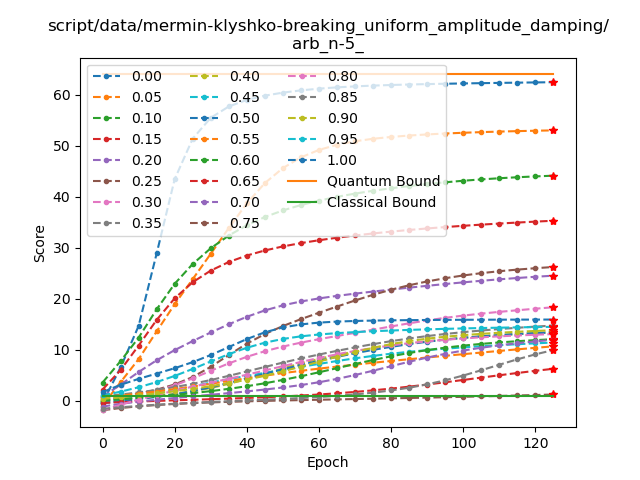 script/data/mermin-klyshko-breaking_uniform_amplitude_damping/
arb_n-5_
0.00 0.40 0.80
0.05 0.45 0.85
0.10 0.50 0.90
0.15 0.55 0.95
0.20 0.60 1.00
0.25 0.65 Quantum Bound
0.30 0.70 Classical Bound
0.35 0.75
Score
60
50
40
30
20
10
0
0 20 40 60 80 100 120
Epoch